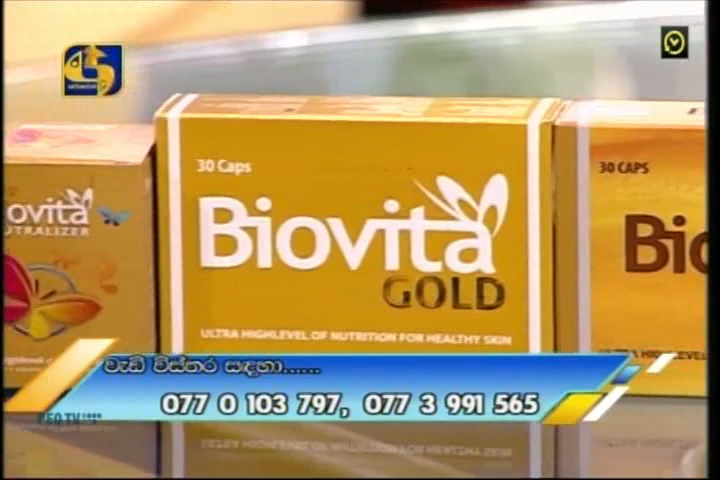 30 Caps
Biovita
GOLD
ULTRA HIGHLEVEL OF NUTRITION FOR HEALTHY SKIN
ovita
UTRALIZER
30 CAPS
Bio
වැඩි විස්තර සඳහා......
077 0 103 797, 077 3 991 565